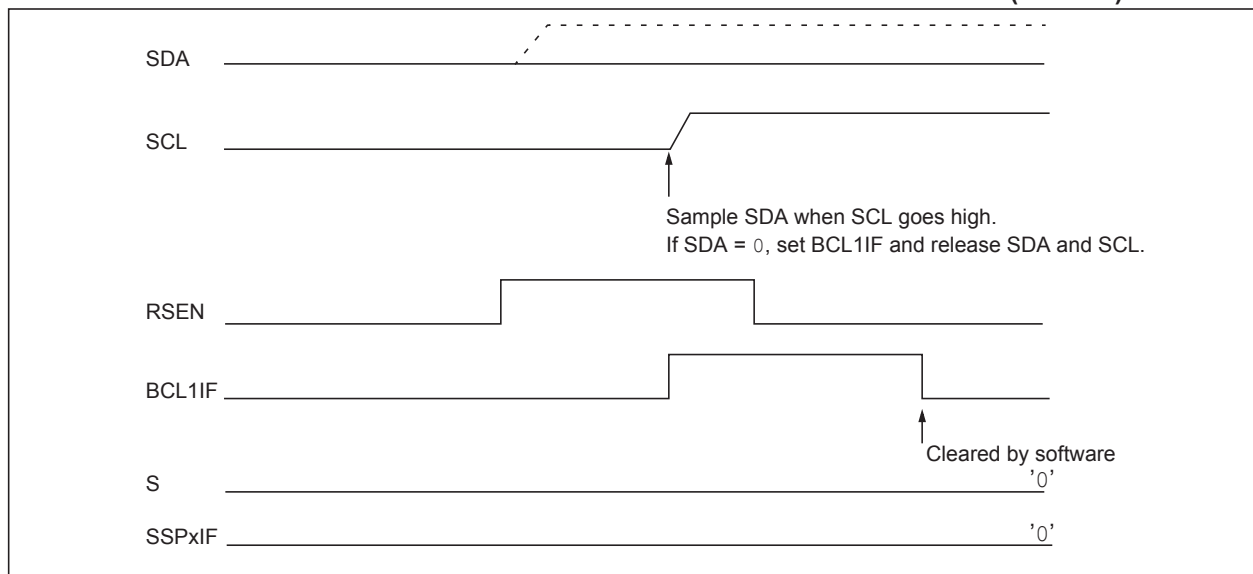 SDA
SCL
Sample SDA when SCL goes high.
If SDA = 0, set BCL1IF and release SDA and SCL.
RSEN
BCL1IF
Cleared by software
S
'0'
SSPxIF
'0'